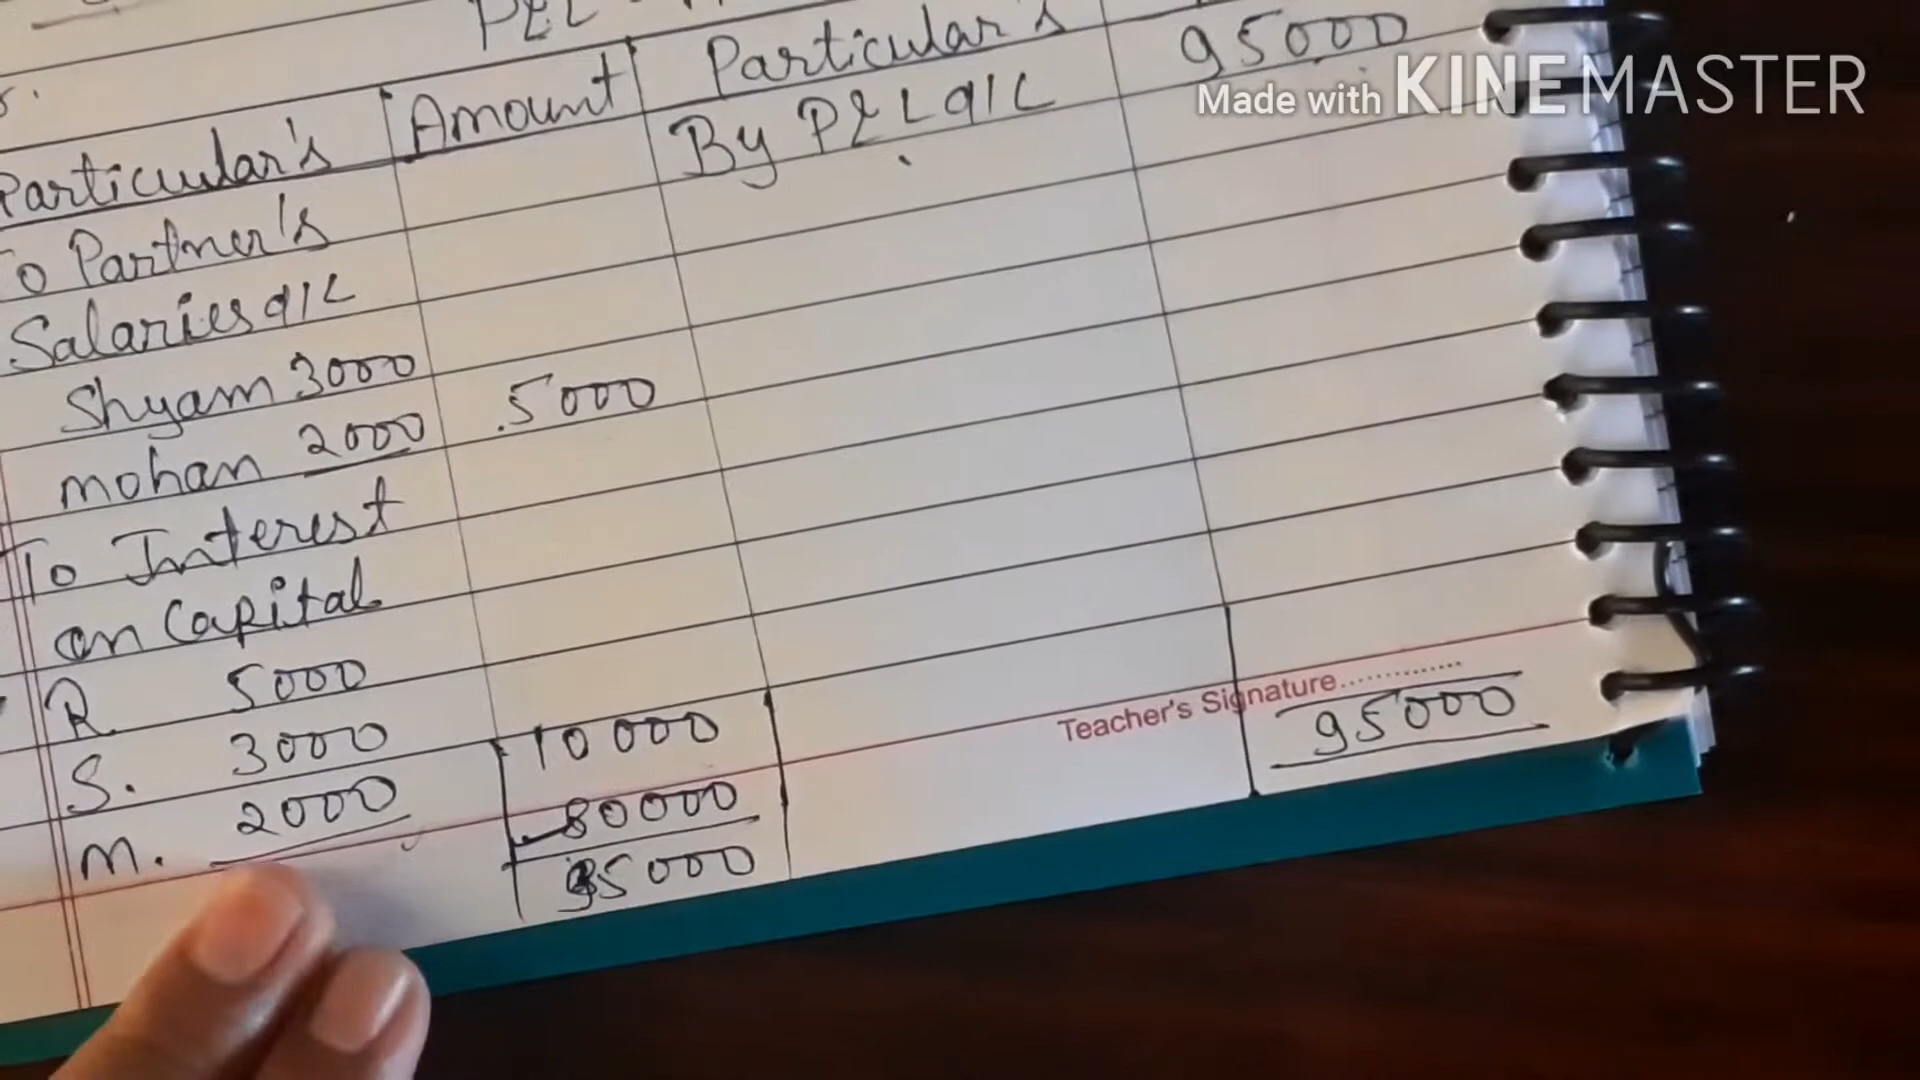 P&L
Particular's Amount Particular's 95000
Made with KINEMASTER
By P&L a/c
To Partner's
Salaries a/c
Shyam 3000
mohan 2000 5000
To Interest
on Capital
R 5000
S. 3000 10000
M. 2000 80000
95000
Teacher's Signature..............
95000